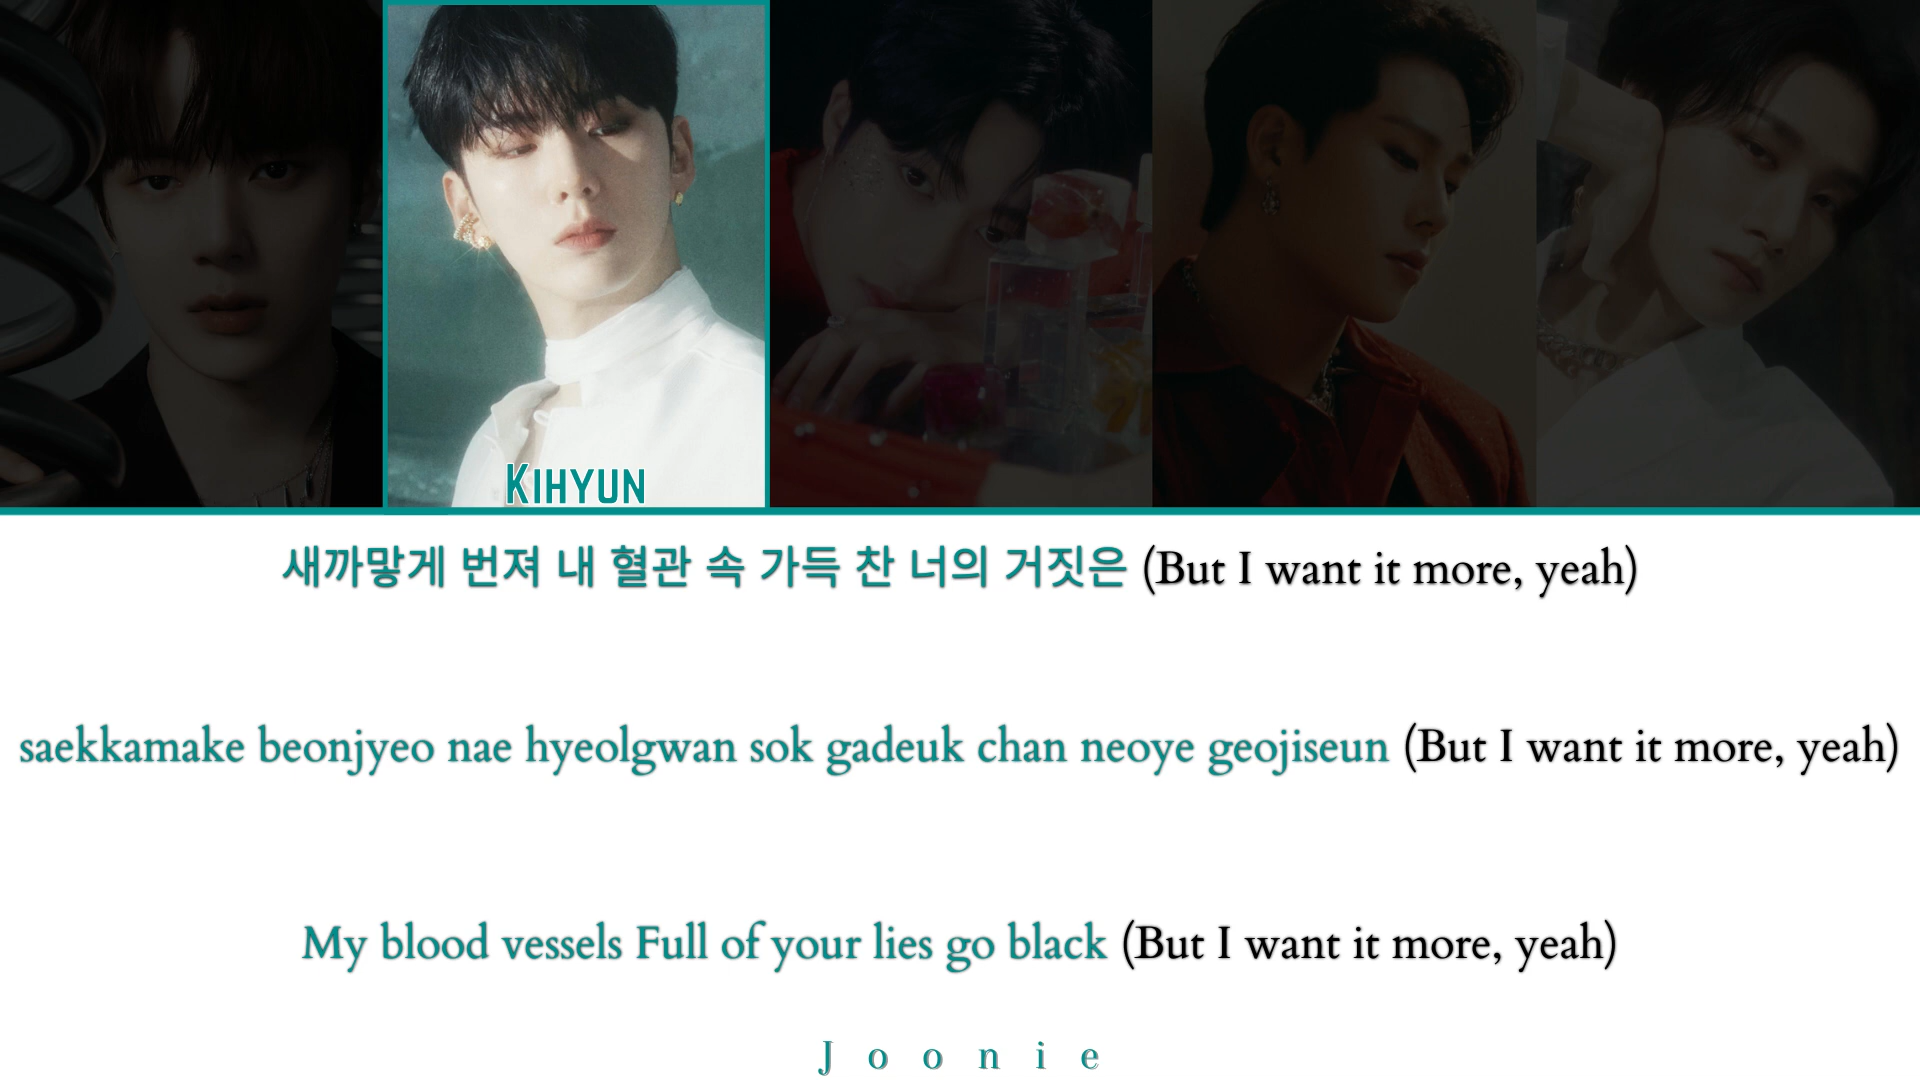 KIHYUN
새까맣게 번져 내 혈관 속 가득 찬 너의 거짓은 (But I want it more, yeah)
saekkamake beonjyeo nae hyeolgwan sok gadeuk chan neoye geojiseun (But I want it more, yeah)
My blood vessels Full of your lies go black (But I want it more, yeah)
Joonie